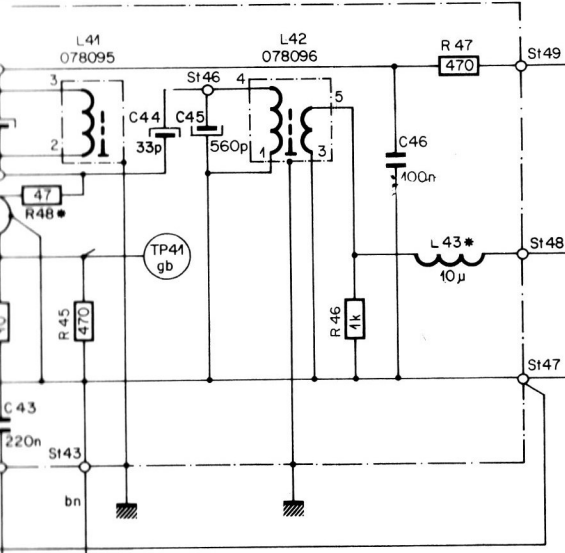 L41
078095
L42
078096
R 47
470
St49
3
2
St46
4
5
1
3
C44
33p
C45
560p
C46
100n
47
R48*
TP41
gb
L 43*
10 µ
St48
R 45
470
R 46
1k
St47
C 43
220n
St43
bn